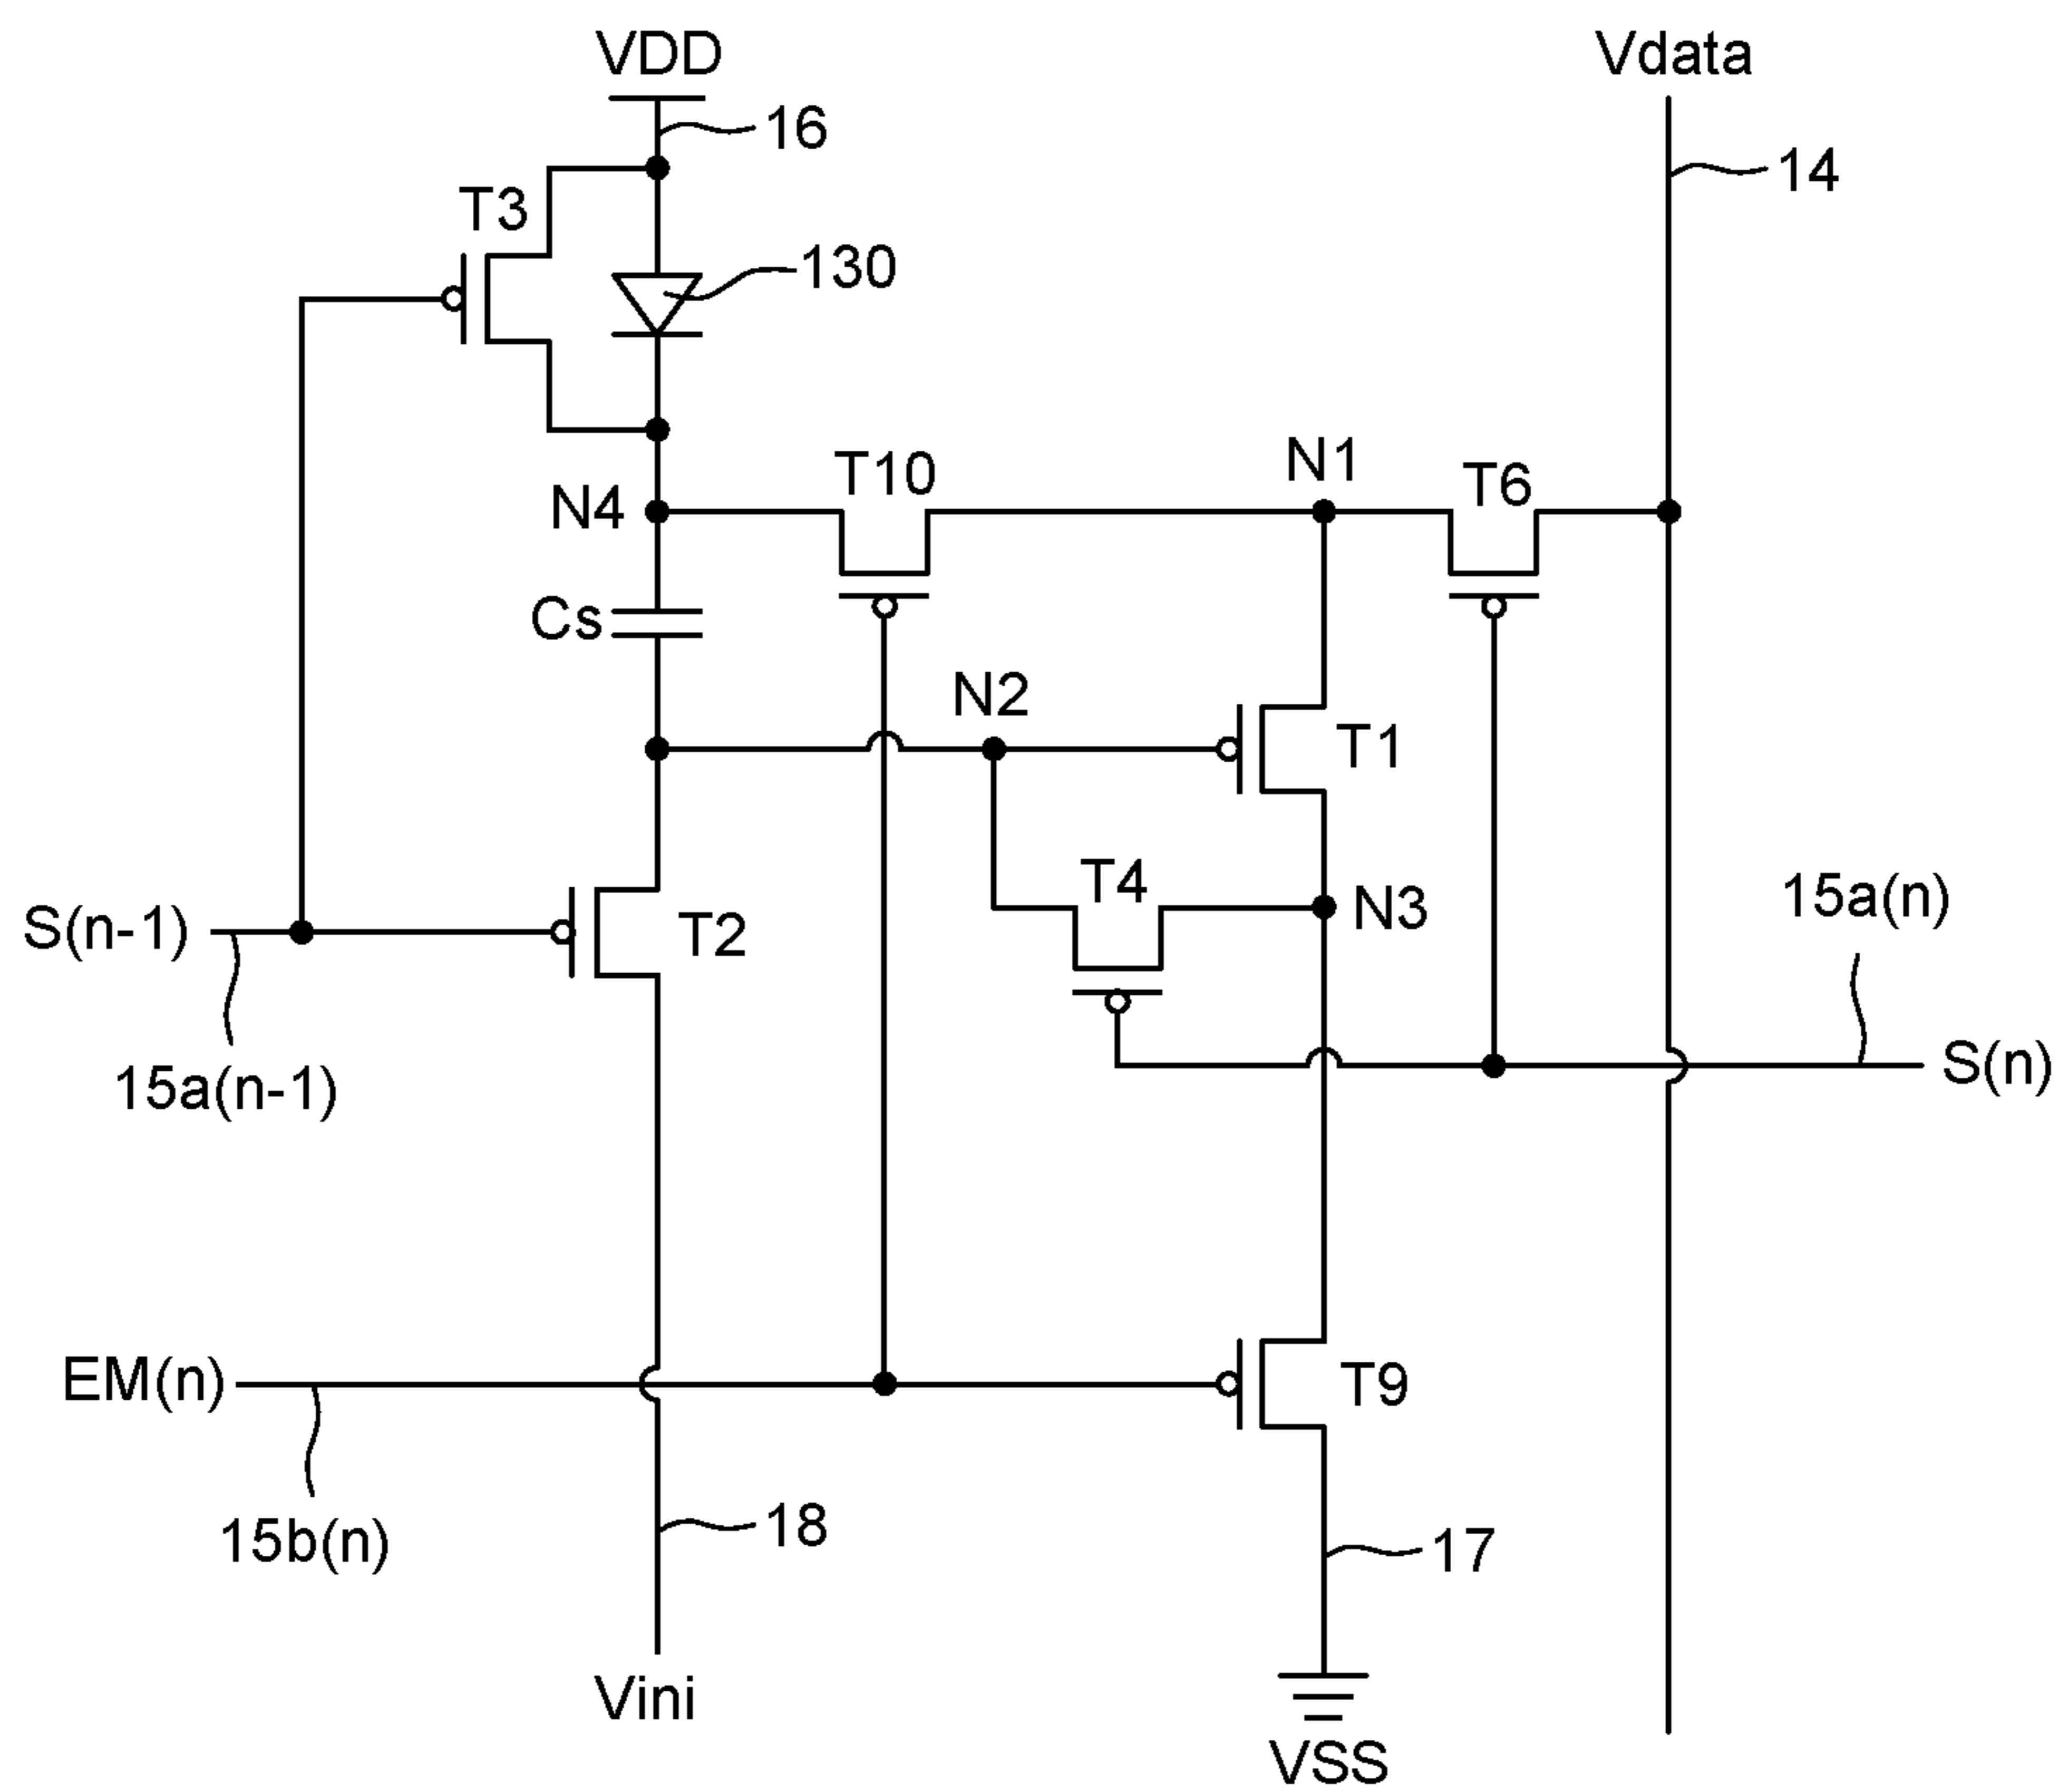 VDD
Vdata
16
14
T3
130
N4
T10
N1
T6
Cs
N2
T1
T4
N3
15a(n)
S(n-1)
T2
15a(n-1)
S(n)
EM(n)
T9
15b(n)
18
17
Vini
VSS